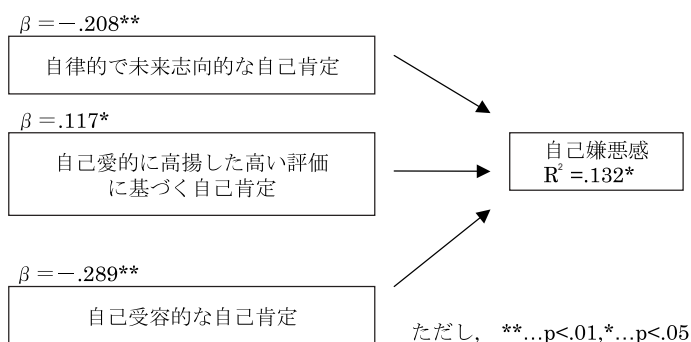 β=−.208**
自律的で未来志向的な自己肯定
β=.117*
自己愛的に高揚した高い評価
に基づく自己肯定
自己嫌悪感
R² =.132*
β=−.289**
自己受容的な自己肯定
ただし, **…p<.01,*…p<.05